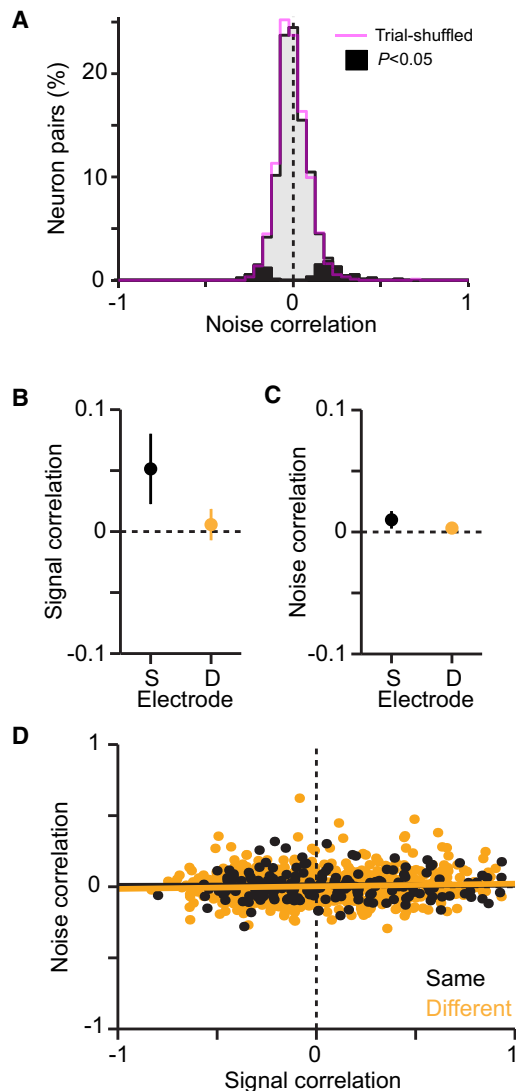 A
Neuron pairs (%)
20
10
0
Trial-shuffled
P<0.05
-1
0
1
Noise correlation
B
Signal correlation
0.1
0
-0.1
S
D
Electrode
C
Noise correlation
0.1
0
-0.1
S
D
Electrode
D
Noise correlation
1
0
-1
Same
Different
-1
0
1
Signal correlation